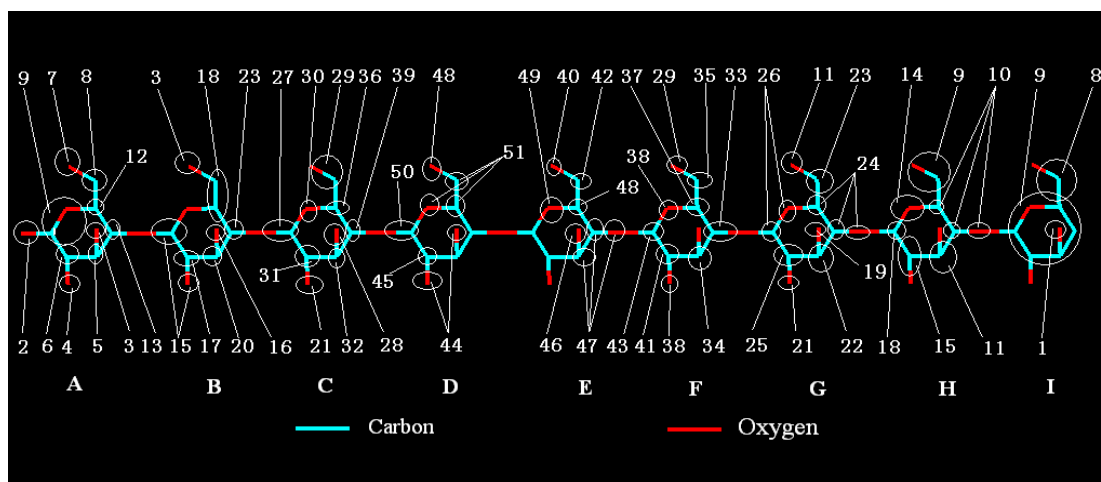 9 7 8 3 18 23 27 30 29 36 39 48 49 40 42 37 29 35 33 26 11 23 14 9 10 9 8
12 50 51 48 38 24
31 45 19
2 6 4 5 3 13 15 17 20 16 21 32 28 44 46 47 43 41 38 34 25 21 22 18 15 11 1
A B C D E F G H I
Carbon Oxygen